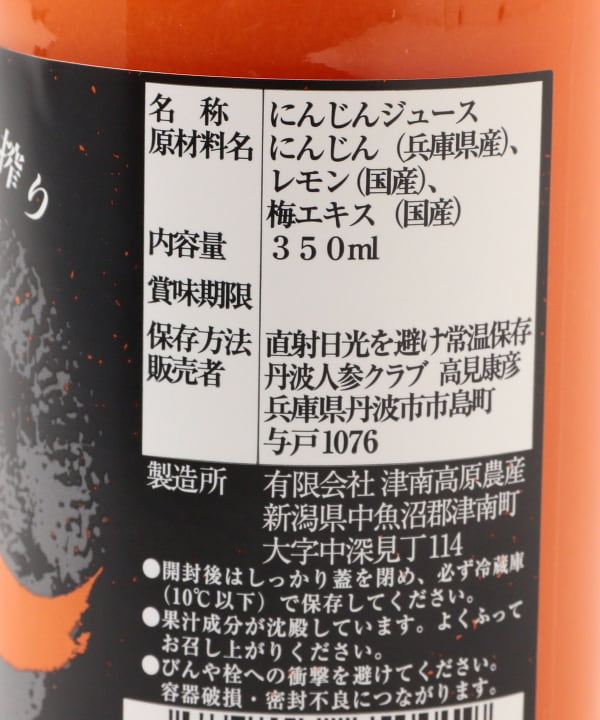 搾り
名 称 にんじんジュース
原材料名 にんじん（兵庫県産）、
レモン（国産）、
梅エキス（国産）
内容量 ３５０ml
賞味期限
保存方法 直射日光を避け常温保存
販売者 丹波人参クラブ 高見康彦
兵庫県丹波市市島町
与戸1076
製造所 有限会社 津南高原農産
新潟県中魚沼郡津南町
大字中深見丁114
●開封後はしっかり蓋を閉め、必ず冷蔵庫
（10℃以下）で保存してください。
●果汁成分が沈殿しています。よくふって
お召し上がりください。
●びんや栓への衝撃を避けてください。
容器破損・密封不良につながります。